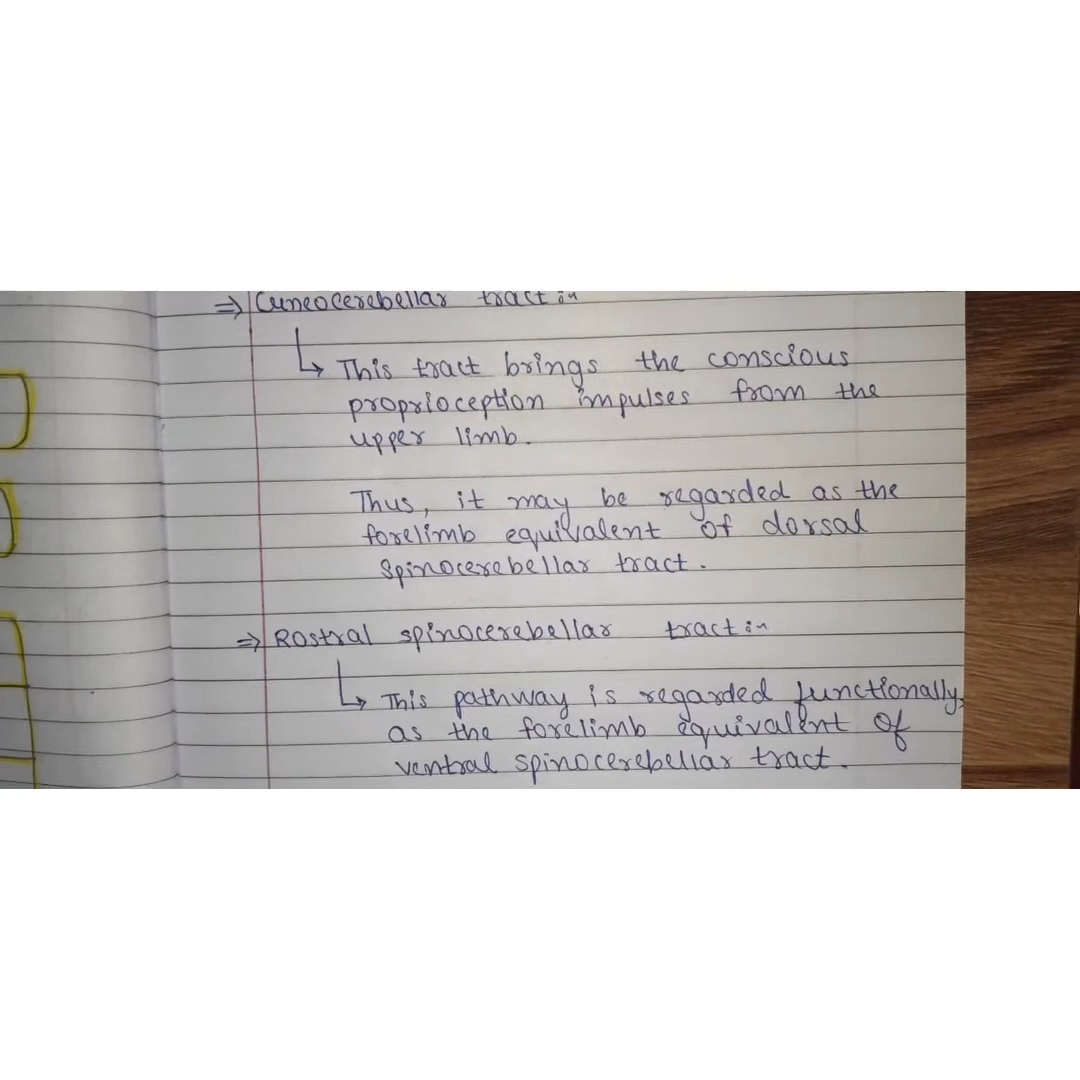 ⇒ Cuneocerebellar tract :-
↳ This tract brings the conscious
proprioception impulses from the
upper limb.
Thus, it may be regarded as the
forelimb equivalent of dorsal
spinocerebellar tract.
⇒ Rostral spinocerebellar tract :-
↳ This pathway is regarded functionally,
as the forelimb equivalent of
ventral spinocerebellar tract.